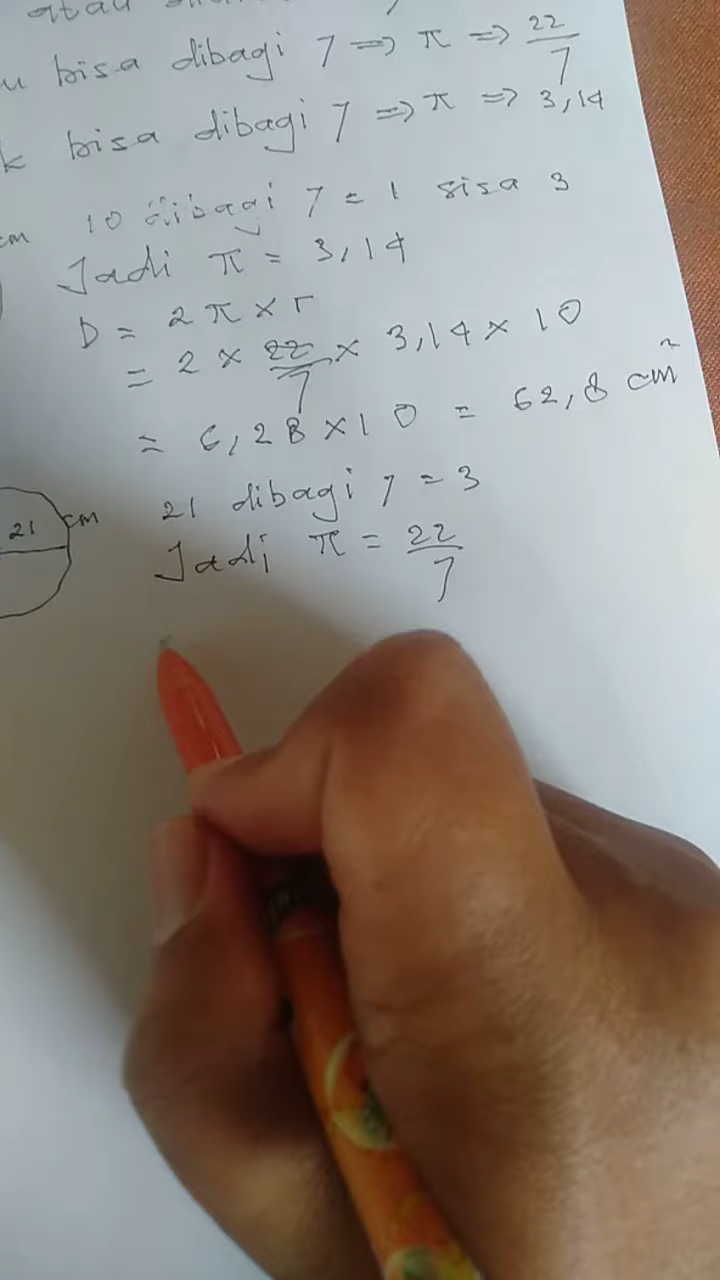 atau
bisa dibagi 7 => π => 22/7
k bisa dibagi 7 => π => 3,14
cm 10 dibagi 7 = 1 sisa 3
Jadi π = 3,14
D = 2 π × r
= 2 × 22/7 × 3,14 × 10
= 6,28 × 10 = 62,8 cm²
21 cm 21 dibagi 7 = 3
Jadi π = 22/7